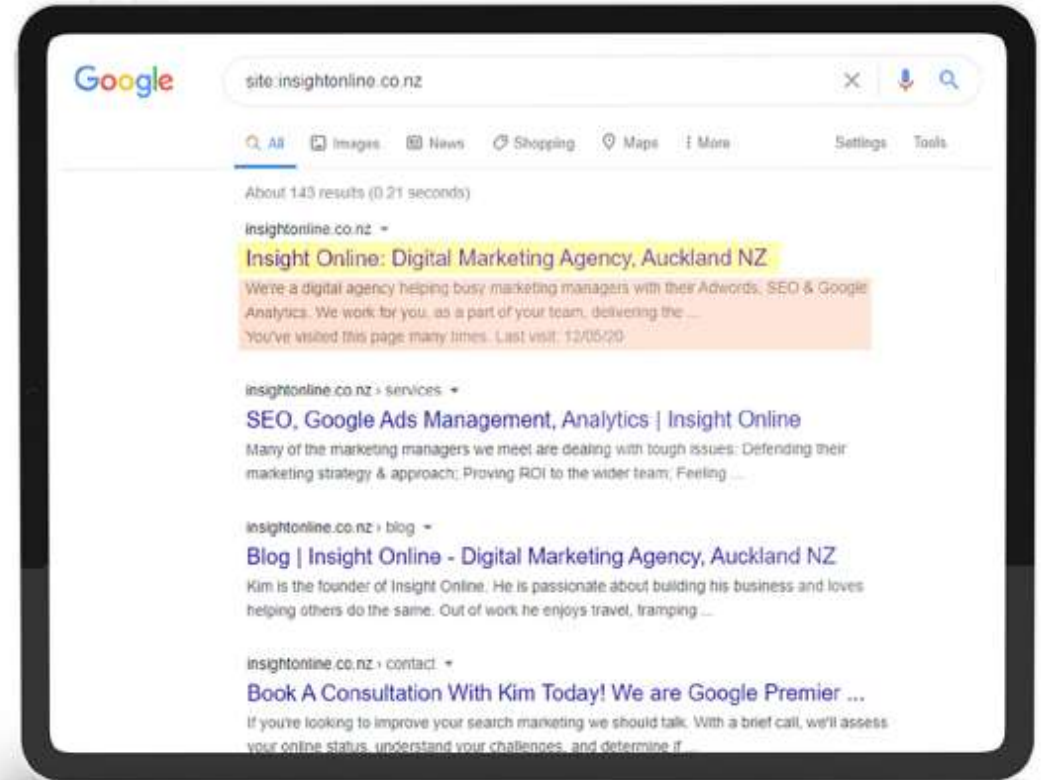 Google
site:insightonline.co.nz
All Images News Shopping Maps More Settings Tools
About 143 results (0.21 seconds)
insightonline.co.nz
Insight Online: Digital Marketing Agency, Auckland NZ
We're a digital agency helping busy marketing managers with their Adwords, SEO & Google
Analytics. We work for you, as a part of your team, delivering the ...
You've visited this page many times. Last visit: 12/05/20
insightonline.co.nz › services
SEO, Google Ads Management, Analytics | Insight Online
Many of the marketing managers we meet are dealing with tough issues: Defending their
marketing strategy & approach; Proving ROI to the wider team; Feeling ...
insightonline.co.nz › blog
Blog | Insight Online - Digital Marketing Agency, Auckland NZ
Kim is the founder of Insight Online. He is passionate about building his business and loves
helping others do the same. Out of work he enjoys travel, tramping ...
insightonline.co.nz › contact
Book A Consultation With Kim Today! We are Google Premier ...
If you're looking to improve your search marketing we should talk. With a brief call, we'll assess
your online status, understand your challenges, and determine if ...